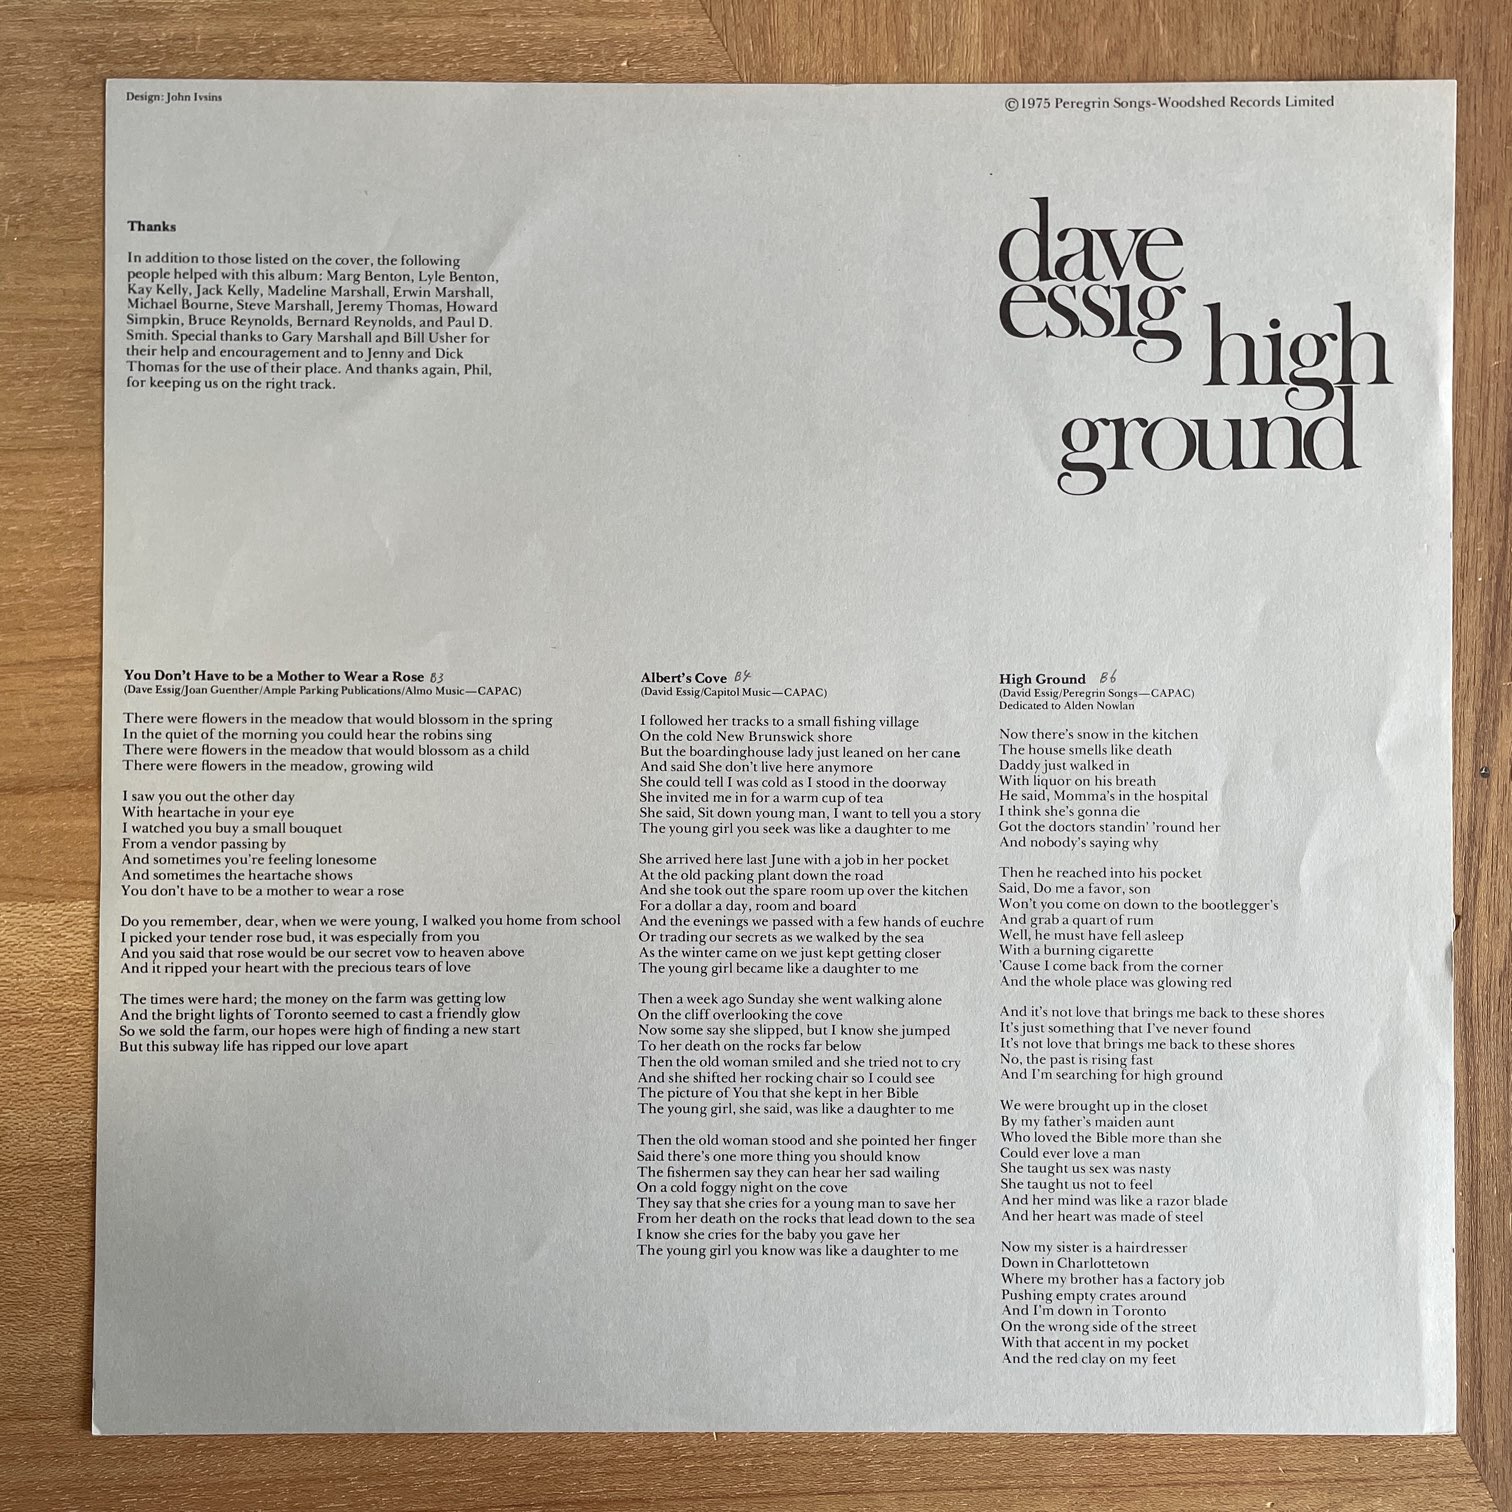 Design: John Ivsins
©1975 Peregrin Songs-Woodshed Records Limited
dave
essig
high
ground
Thanks
In addition to those listed on the cover, the following
people helped with this album: Marg Benton, Lyle Benton,
Kay Kelly, Jack Kelly, Madeline Marshall, Erwin Marshall,
Michael Bourne, Steve Marshall, Jeremy Thomas, Howard
Simpkin, Bruce Reynolds, Bernard Reynolds, and Paul D.
Smith. Special thanks to Gary Marshall and Bill Usher for
their help and encouragement and to Jenny and Dick
Thomas for the use of their place. And thanks again, Phil,
for keeping us on the right track.
You Don't Have to be a Mother to Wear a Rose B3
(Dave Essig/Joan Guenther/Ample Parking Publications/Almo Music—CAPAC)
There were flowers in the meadow that would blossom in the spring
In the quiet of the morning you could hear the robins sing
There were flowers in the meadow that would blossom as a child
There were flowers in the meadow, growing wild
I saw you out the other day
With heartache in your eye
I watched you buy a small bouquet
From a vendor passing by
And sometimes you're feeling lonesome
And sometimes the heartache shows
You don't have to be a mother to wear a rose
Do you remember, dear, when we were young, I walked you home from school
I picked your tender rose bud, it was especially from you
And you said that rose would be our secret vow to heaven above
And it ripped your heart with the precious tears of love
The times were hard; the money on the farm was getting low
And the bright lights of Toronto seemed to cast a friendly glow
So we sold the farm, our hopes were high of finding a new start
But this subway life has ripped our love apart
Albert's Cove B4
(David Essig/Capitol Music—CAPAC)
I followed her tracks to a small fishing village
On the cold New Brunswick shore
But the boardinghouse lady just leaned on her cane
And said She don't live here anymore
She could tell I was cold as I stood in the doorway
She invited me in for a warm cup of tea
She said, Sit down young man, I want to tell you a story
The young girl you seek was like a daughter to me
She arrived here last June with a job in her pocket
At the old packing plant down the road
And she took out the spare room up over the kitchen
For a dollar a day, room and board
And the evenings we passed with a few hands of euchre
Or trading our secrets as we walked by the sea
As the winter came on we just kept getting closer
The young girl became like a daughter to me
Then a week ago Sunday she went walking alone
On the cliff overlooking the cove
Now some say she slipped, but I know she jumped
To her death on the rocks far below
Then the old woman smiled and she tried not to cry
And she shifted her rocking chair so I could see
The picture of You that she kept in her Bible
The young girl, she said, was like a daughter to me
Then the old woman stood and she pointed her finger
Said there's one more thing you should know
The fishermen say they can hear her sad wailing
On a cold foggy night on the cove
They say that she cries for a young man to save her
From her death on the rocks that lead down to the sea
I know she cries for the baby you gave her
The young girl you know was like a daughter to me
High Ground B6
(David Essig/Peregrin Songs—CAPAC)
Dedicated to Alden Nowlan
Now there's snow in the kitchen
The house smells like death
Daddy just walked in
With liquor on his breath
He said, Momma's in the hospital
I think she's gonna die
Got the doctors standin' 'round her
And nobody's saying why
Then he reached into his pocket
Said, Do me a favor, son
Won't you come on down to the bootlegger's
And grab a quart of rum
Well, he must have fell asleep
With a burning cigarette
'Cause I come back from the corner
And the whole place was glowing red
And it's not love that brings me back to these shores
It's just something that I've never found
It's not love that brings me back to these shores
No, the past is rising fast
And I'm searching for high ground
We were brought up in the closet
By my father's maiden aunt
Who loved the Bible more than she
Could ever love a man
She taught us sex was nasty
She taught us not to feel
And her mind was like a razor blade
And her heart was made of steel
Now my sister is a hairdresser
Down in Charlottetown
Where my brother has a factory job
Pushing empty crates around
And I'm down in Toronto
On the wrong side of the street
With that accent in my pocket
And the red clay on my feet